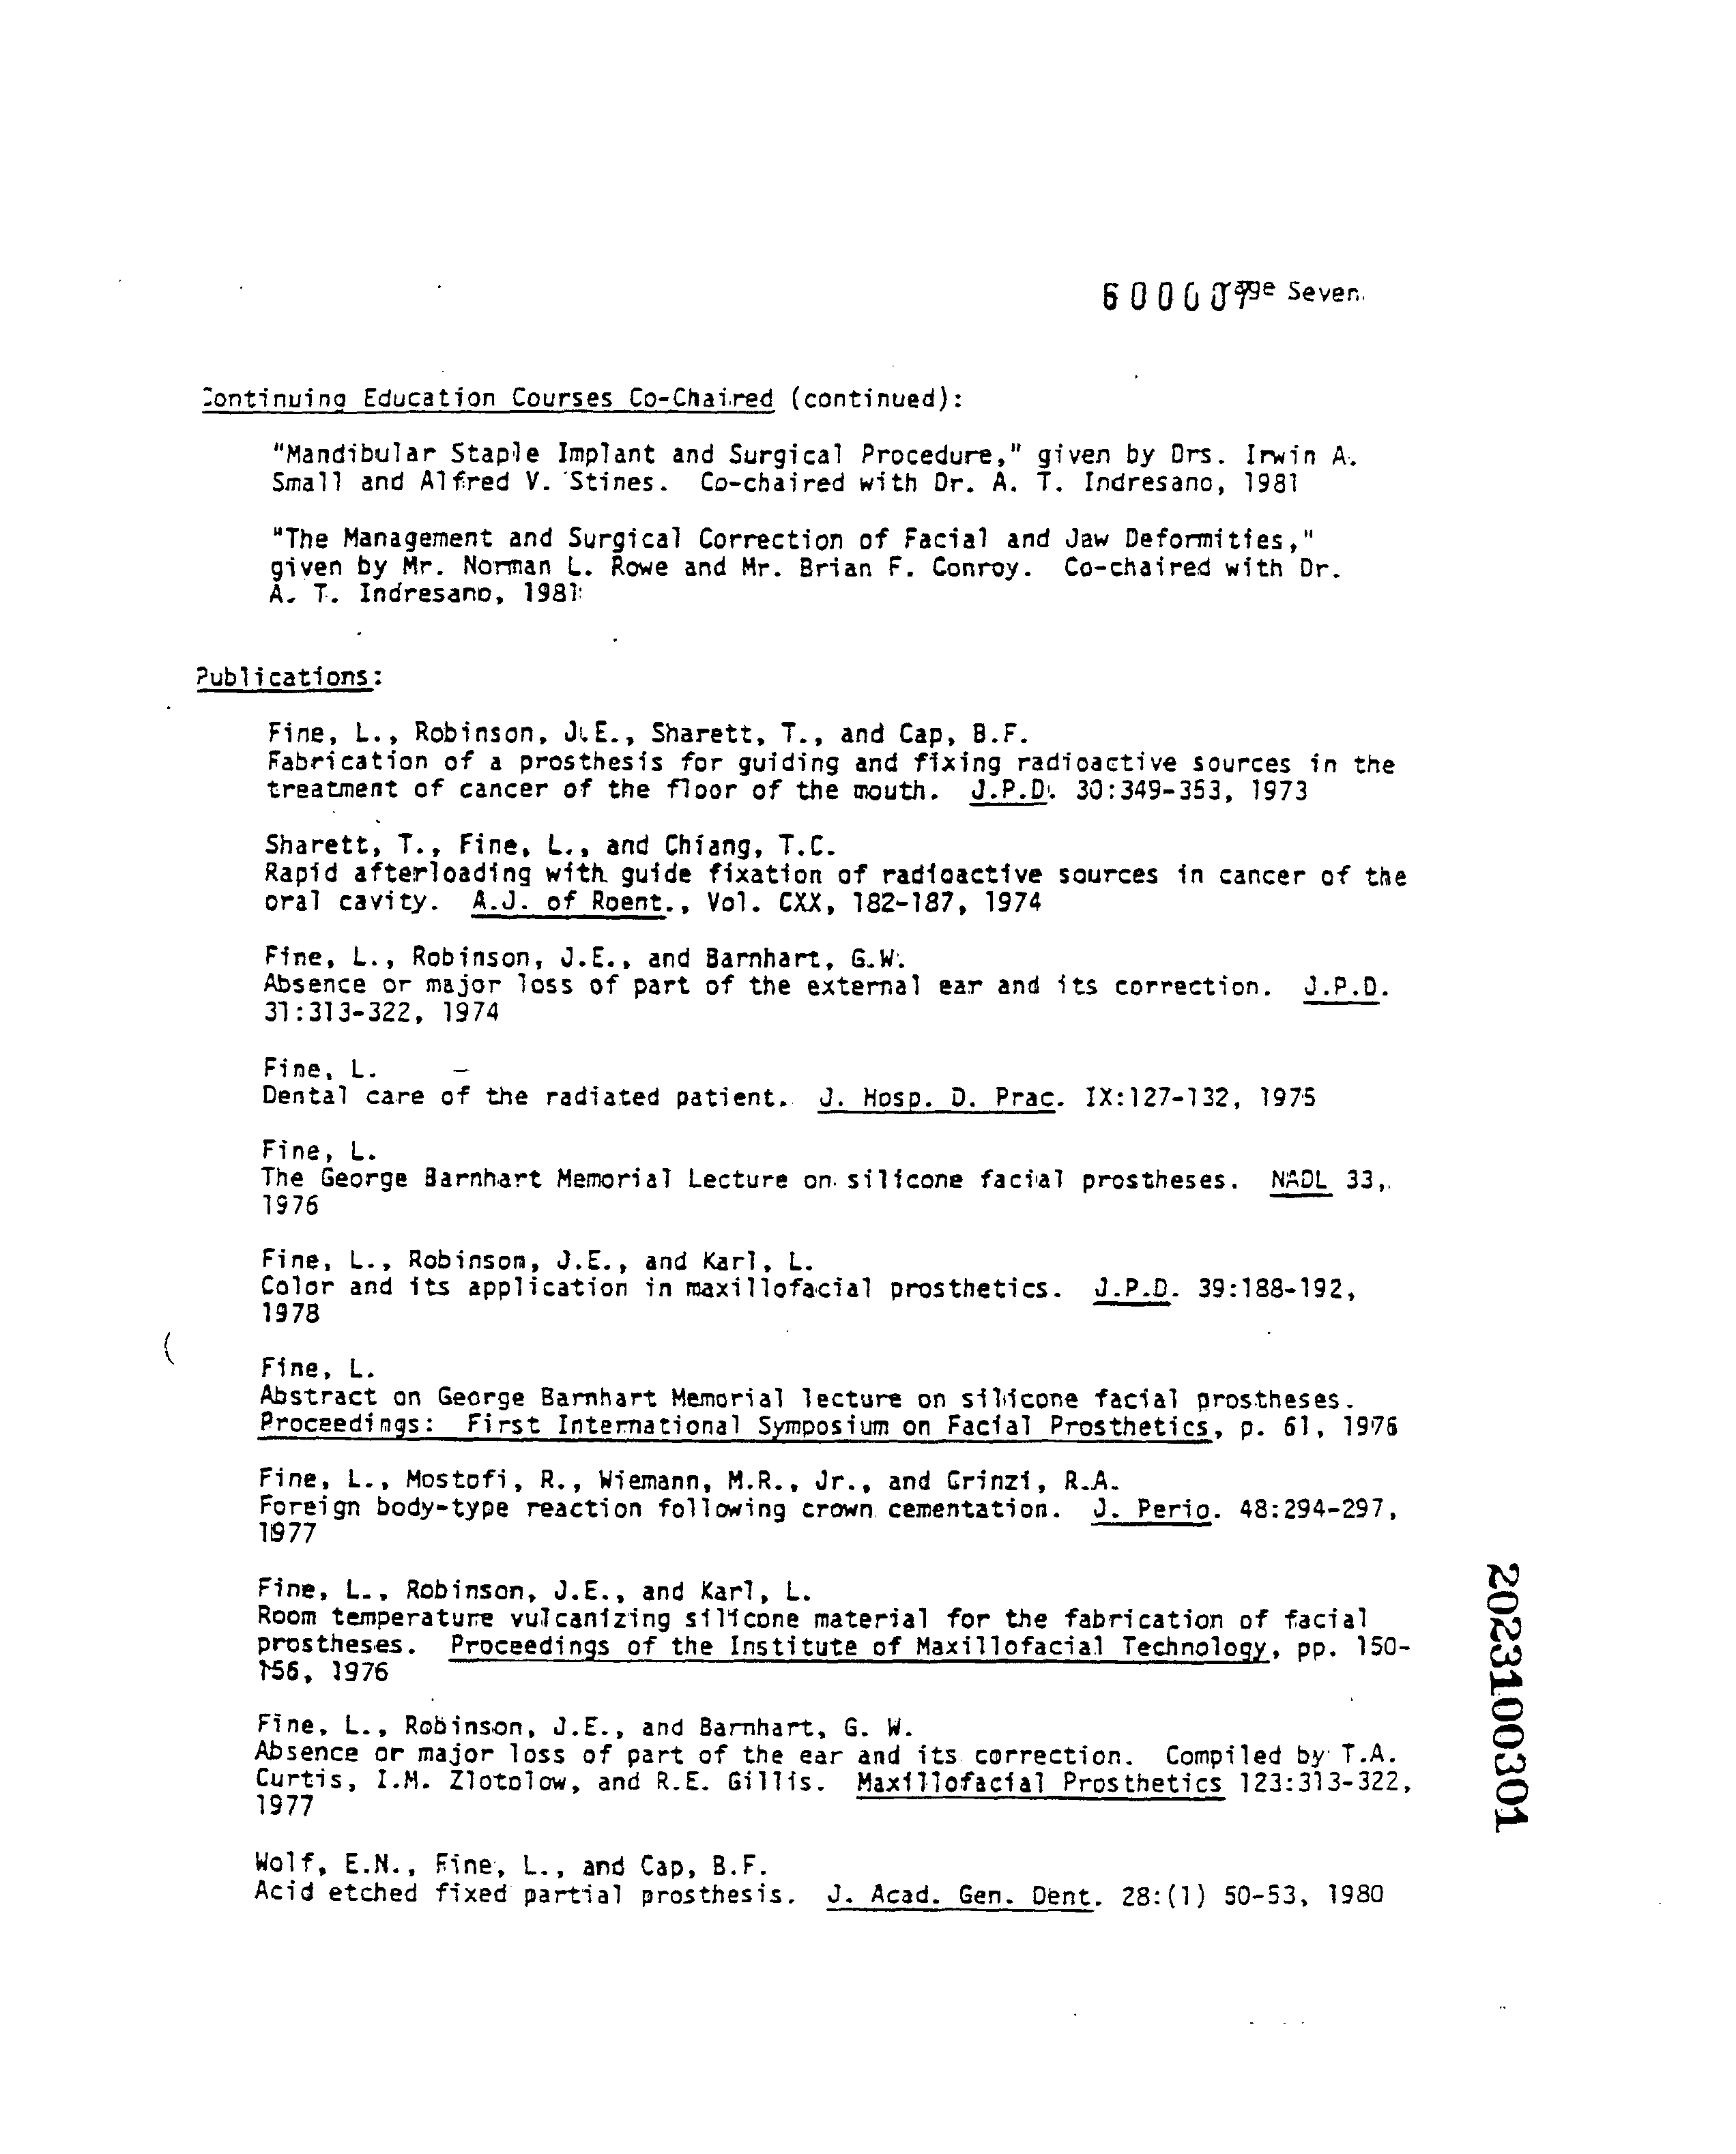 Seven
Continuing Education Courses Co-Chaired (continued):
"Mandibular Staple Implant and Surgical Procedure," given by Drs. Irwin A.
Small and Alfred V. Stines. Co-chaired with Dr. A. T. Indresano, 1981
"The Management and Surgical Correction of Facial and Jaw Deformities,"
given by Mr. Norman L. Rowe and Mr. Brian F. Conroy. Co-chaired with Dr.
A. T. Indresano, 1981
Publications:
Fine, L., Robinson, J.E., Sharett, T., and Cap, B.F.
Fabrication of a prosthesis for guiding and fixing radioactive sources in the
treatment of cancer of the floor of the mouth. J.P.D. 30:349-353, 1973
Sharett, T., Fine, L., and Chiang, T.C.
Rapid afterloading with guide fixation of radioactive sources in cancer of the
oral cavity. A.J. of Roent., Vol. CXX, 182-187, 1974
Fine, L., Robinson, J.E., and Barnhart, G.W.
Absence or major loss of part of the external ear and its correction. J.P.D.
31:313-322, 1974
Fine, L.
Dental care of the radiated patient. J. Hosp. D. Prac. IX:127-132, 1975
Fine, L.
The George Barnhart Memorial Lecture on silicone facial prostheses. NADL 33,
1976
Fine, L., Robinson, J.E., and Karl, L.
Color and its application in maxillofacial prosthetics. J.P.D. 39:188-192,
1978
Fine, L.
Abstract on George Barnhart Memorial lecture on silicone facial prostheses.
Proceedings: First International Symposium on Facial Prosthetics, p. 61, 1976
Fine, L., Mostofi, R., Wiemann, M.R., Jr., and Grinzi, R.A.
Foreign body-type reaction following crown cementation. J. Perio. 48:294-297,
1977
Fine, L., Robinson, J.E., and Karl, L.
Room temperature vulcanizing silicone material for the fabrication of facial
prostheses. Proceedings of the Institute of Maxillofacial Technology, pp. 150-
156, 1976
Fine, L., Robinson, J.E., and Barnhart, G. W.
Absence or major loss of part of the ear and its correction. Compiled by T.A.
Curtis, I.M. Zlotolow, and R.E. Gillis. Maxillofacial Prosthetics 123:313-322,
1977
Wolf, E.N., Fine, L., and Cap, B.F.
Acid etched fixed partial prosthesis. J. Acad. Gen. Dent. 28:(1) 50-53, 1980
2023100301